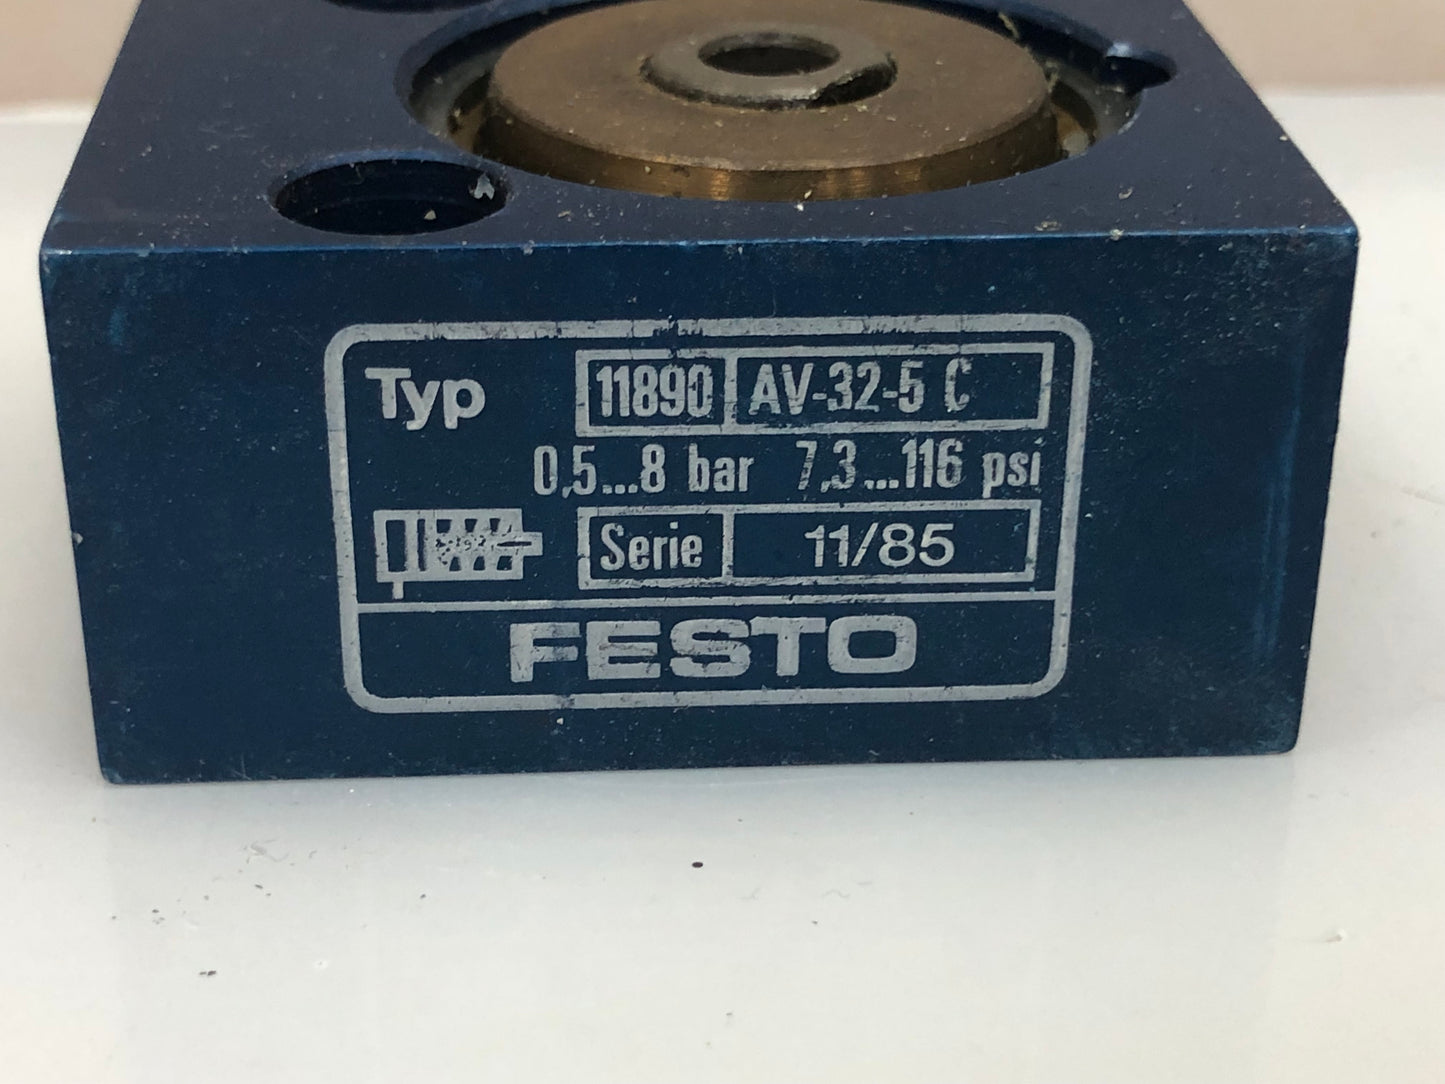 Typ 11890 AV-32-5 C
0,5...8 bar 7,3...116 psi
Serie 11/85
FESTO